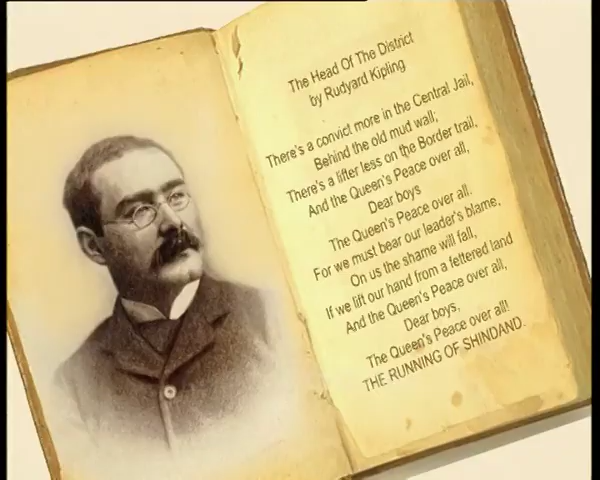 The Head Of The District
by Rudyard Kipling
There's a convict more in the Central Jail,
Behind the old mud wall;
There's a lifter less on the Border trail,
And the Queen's Peace over all,
Dear boys
The Queen's Peace over all.
For we must bear our leader's blame,
On us the shame will fall,
If we lift our hand from a fettered land
And the Queen's Peace over all,
Dear boys,
The Queen's Peace over all!
THE RUNNING OF SHINDAND.